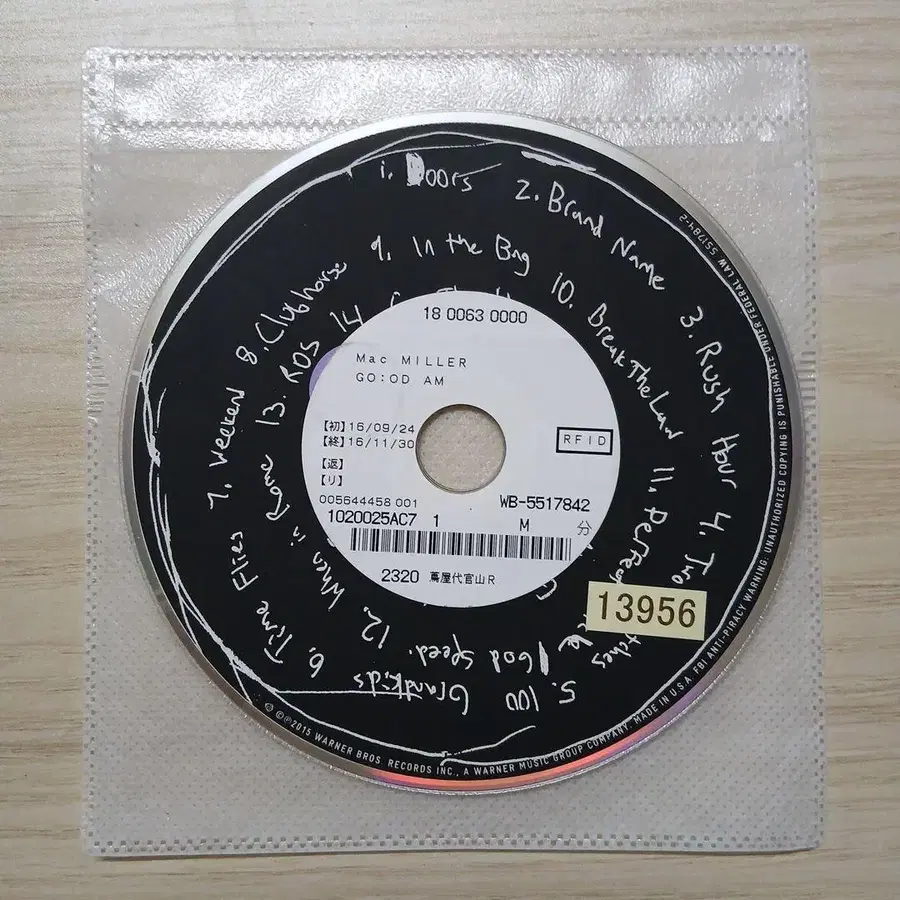 1. Doors
2. Brand Name
3. Rush Hour
4. Two
tches
5. 100 Grandkids
6. Time Flies
7. Weekend
8. Clubhouse
9. In the Bag
10. Break The Law
11. Perfec
God Speed.
12. When in Rome
13. ROS
14
18 0063 0000
Mac MILLER
GO:OD AM
【初】16/09/24
【終】16/11/30
【返】
【リ】
RFID
005644458 001
WB-5517842
1020025AC7 1 M 分
2320 蔦屋代官山R
13956
℗©2015 WARNER BROS. RECORDS INC., A WARNER MUSIC GROUP COMPANY. MADE IN U.S.A. FBI ANTI-PIRACY WARNING: UNAUTHORIZED COPYING IS PUNISHABLE UNDER FEDERAL LAW 551784-2